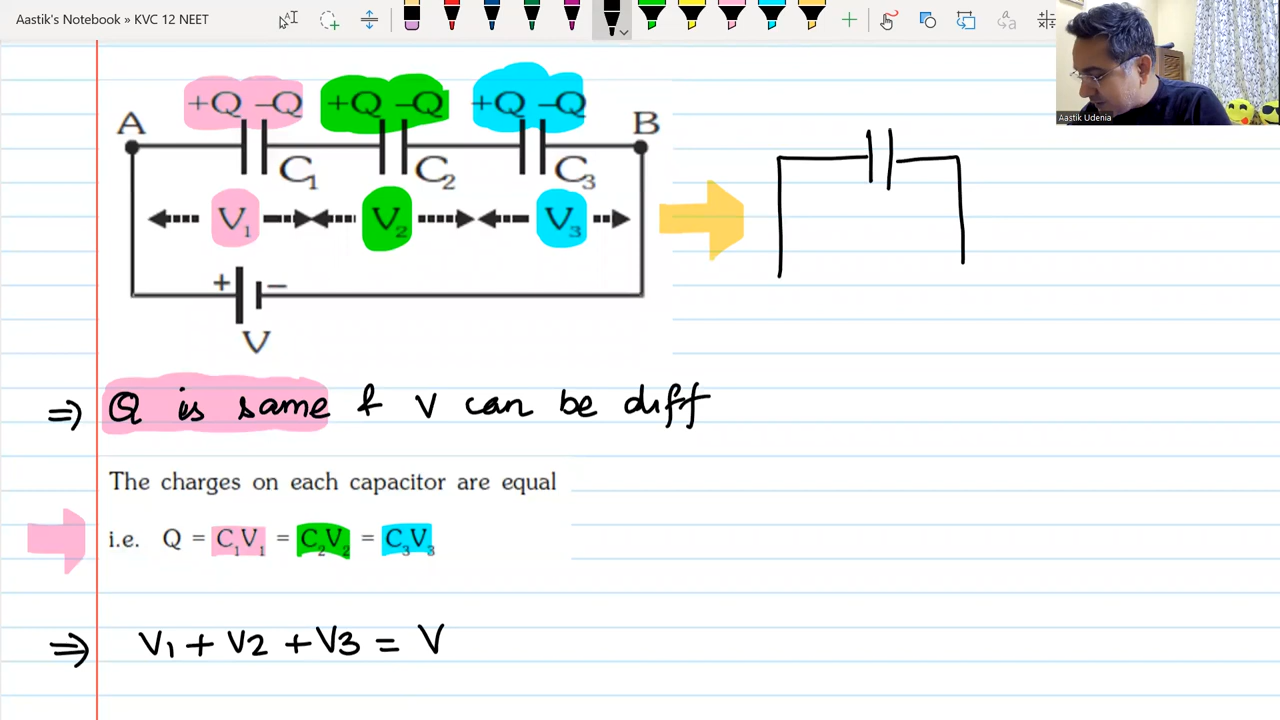 Aastik's Notebook » KVC 12 NEET
Aastik Udenia
+Q –Q +Q –Q +Q –Q
A B
C1 C2 C3
V1 V2 V3
+ –
V
⇒ Q is same & V can be diff
The charges on each capacitor are equal
i.e. Q = C1V1 = C2V2 = C3V3
⇒ V1 + V2 + V3 = V